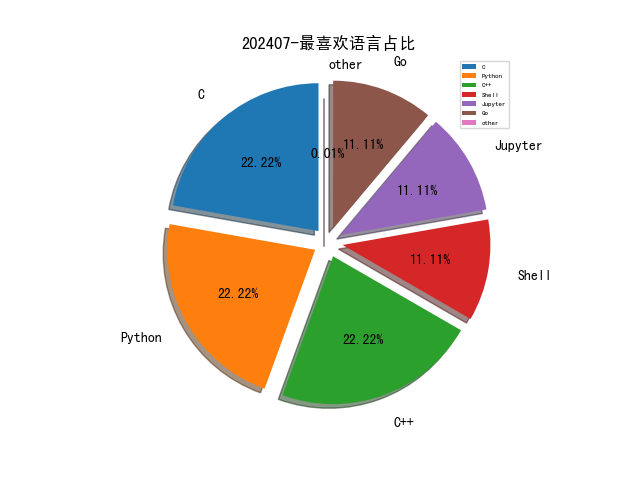 202407-最喜欢语言占比
other
Go
C
Jupyter
Shell
C++
Python
0.01%
11.11%
22.22%
11.11%
11.11%
22.22%
22.22%
C
Python
C++
Shell
Jupyter
Go
other